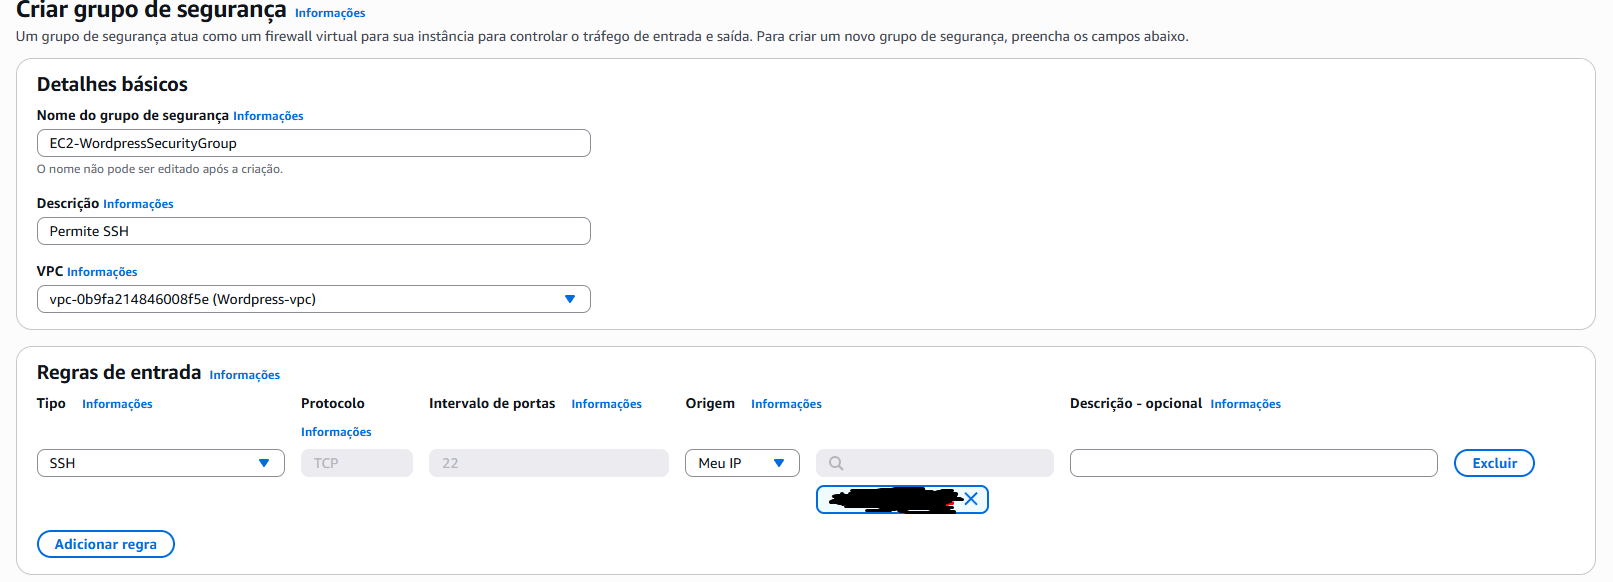 Criar grupo de segurança Informações
Um grupo de segurança atua como um firewall virtual para sua instância para controlar o tráfego de entrada e saída. Para criar um novo grupo de segurança, preencha os campos abaixo.
Detalhes básicos
Nome do grupo de segurança Informações
EC2-WordpressSecurityGroup
O nome não pode ser editado após a criação.
Descrição Informações
Permite SSH
VPC Informações
vpc-0b9fa214846008f5e (Wordpress-vpc)
Regras de entrada Informações
Tipo Informações Protocolo Intervalo de portas Informações Origem Informações Descrição - opcional Informações
Informações
SSH TCP 22 Meu IP Excluir
Adicionar regra